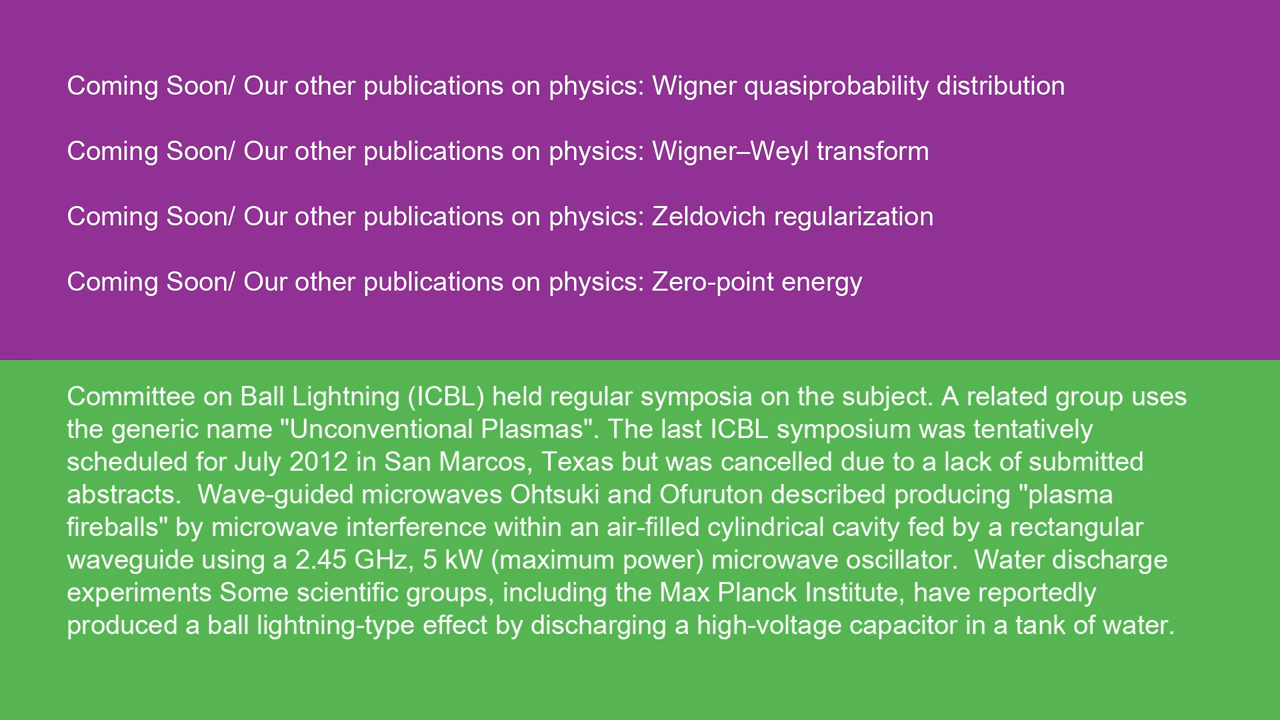 Coming Soon/ Our other publications on physics: Wigner quasiprobability distribution
Coming Soon/ Our other publications on physics: Wigner–Weyl transform
Coming Soon/ Our other publications on physics: Zeldovich regularization
Coming Soon/ Our other publications on physics: Zero-point energy
Committee on Ball Lightning (ICBL) held regular symposia on the subject. A related group uses
the generic name "Unconventional Plasmas". The last ICBL symposium was tentatively
scheduled for July 2012 in San Marcos, Texas but was cancelled due to a lack of submitted
abstracts.  Wave-guided microwaves Ohtsuki and Ofuruton described producing "plasma
fireballs" by microwave interference within an air-filled cylindrical cavity fed by a rectangular
waveguide using a 2.45 GHz, 5 kW (maximum power) microwave oscillator.  Water discharge
experiments Some scientific groups, including the Max Planck Institute, have reportedly
produced a ball lightning-type effect by discharging a high-voltage capacitor in a tank of water.